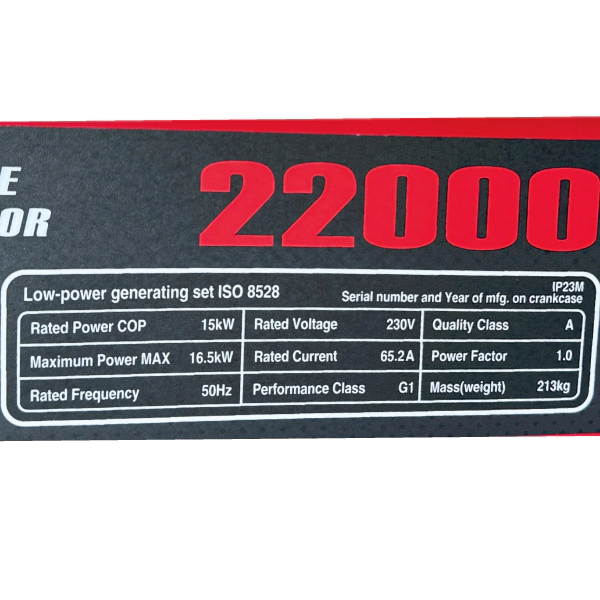 E
OR
22000
IP23M
Low-power generating set ISO 8528
Serial number and Year of mfg. on crankcase
Rated Power COP 15kW Rated Voltage 230V Quality Class A
Maximum Power MAX 16.5kW Rated Current 65.2A Power Factor 1.0
Rated Frequency 50Hz Performance Class G1 Mass(weight) 213kg